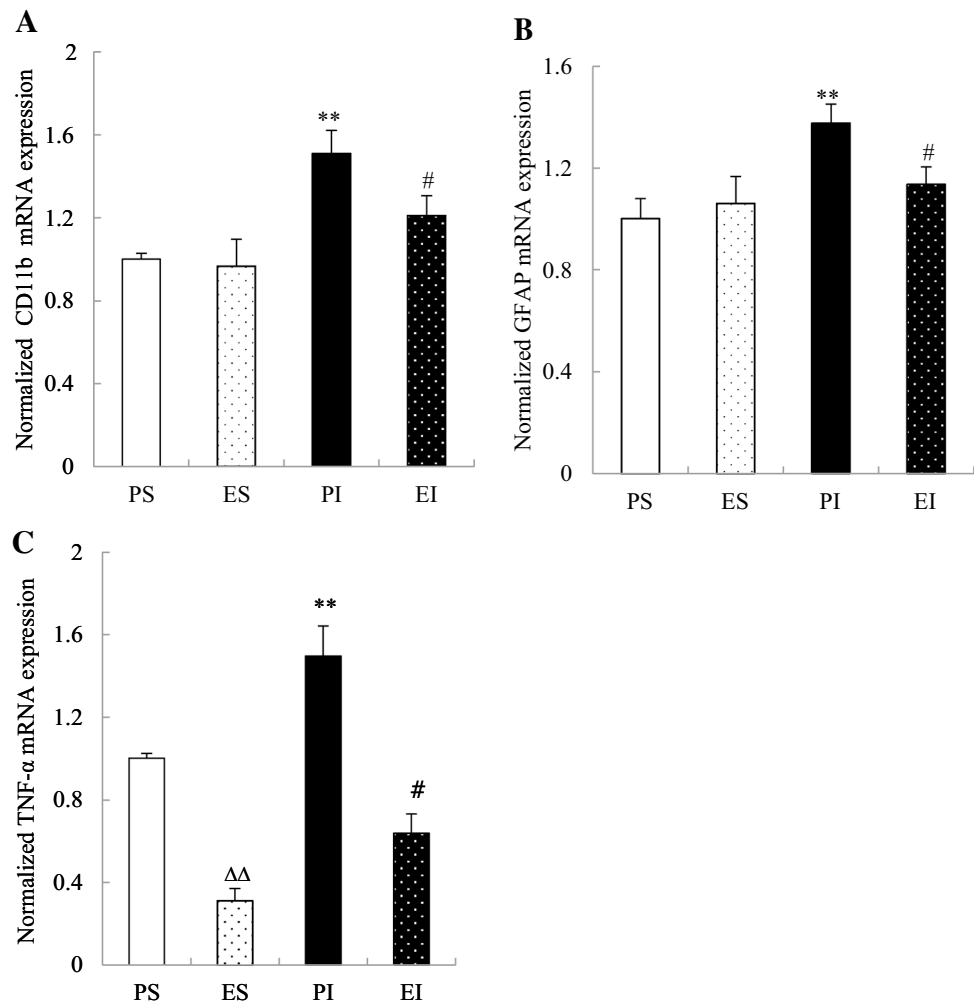 A
Normalized CD11b mRNA expression
2
1.6
1.2
0.8
0.4
0
**
#
PS ES PI EI
B
Normalized GFAP mRNA expression
1.6
1.2
0.8
0.4
0
**
#
PS ES PI EI
C
Normalized TNF-α mRNA expression
2
1.6
1.2
0.8
0.4
0
ΔΔ
**
#
PS ES PI EI